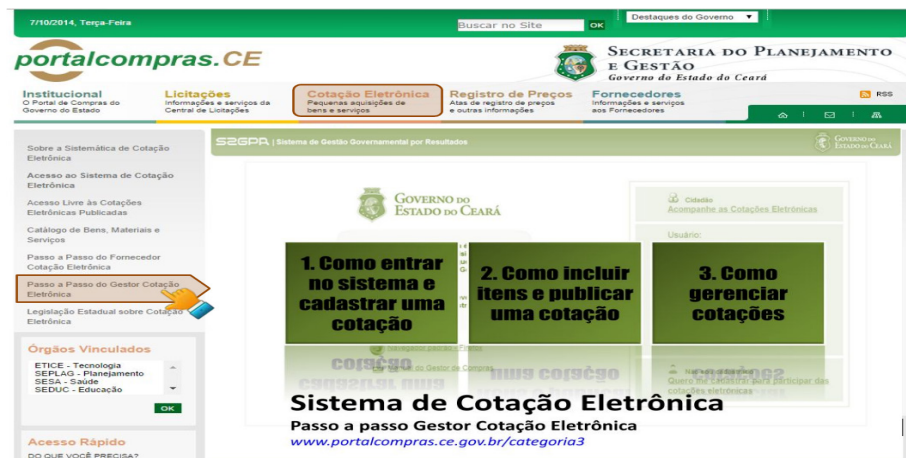 7/10/2014, Terça-Feira
Buscar no Site
OK
Destaques do Governo
portalcompras.CE
SECRETARIA DO PLANEJAMENTO
E GESTÃO
Governo do Estado do Ceará
Institucional
O Portal de Compras do
Governo do Estado
Licitações
Informações e serviços da
Central de Licitações
Cotação Eletrônica
Pequenas aquisições de
bens e serviços
Registro de Preços
Atas de registro de preços
e outras informações
Fornecedores
Informações e serviços
aos Fornecedores
RSS
Sobre a Sistemática de Cotação
Eletrônica
Acesso ao Sistema de Cotação
Eletrônica
Acesso Livre às Cotações
Eletrônicas Publicadas
Catálogo de Bens, Materiais e
Serviços
Passo a Passo do Fornecedor
Cotação Eletrônica
Passo a Passo do Gestor Cotação
Eletrônica
Legislação Estadual sobre Cotação
Eletrônica
Órgãos Vinculados
ETICE - Tecnologia
SEPLAG - Planejamento
SESA - Saúde
SEDUC - Educação
OK
Acesso Rápido
DO QUE VOCÊ PRECISA?
S2GPR | Sistema de Gestão Governamental por Resultados
GOVERNO DO
ESTADO DO CEARÁ
GOVERNO DO
ESTADO DO CEARÁ
Cidadão
Acompanhe as Cotações Eletrônicas
Usuário:
1. Como entrar
no sistema e
cadastrar uma
cotação
2. Como incluir
itens e publicar
uma cotação
3. Como
gerenciar
cotações
Quero me cadastrar para participar das
cotações eletrônicas
Sistema de Cotação Eletrônica
Passo a passo Gestor Cotação Eletrônica
www.portalcompras.ce.gov.br/categoria3